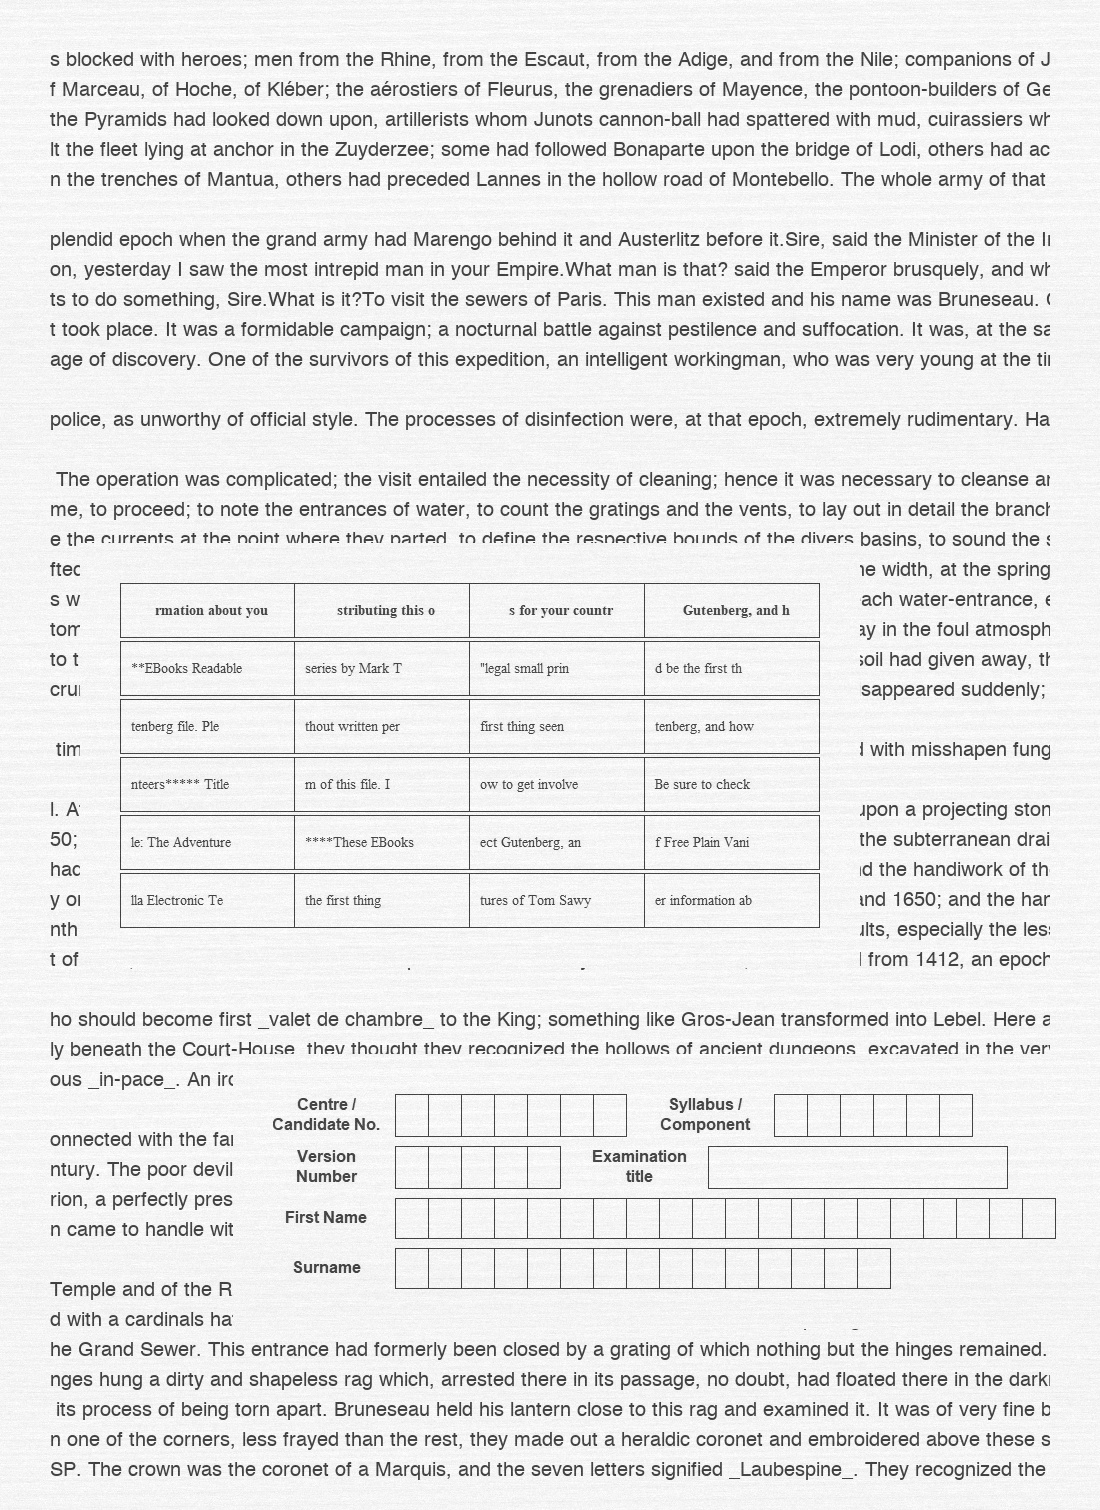 s blocked with heroes; men from the Rhine, from the Escaut, from the Adige, and from the Nile; companions of J
f Marceau, of Hoche, of Kléber; the aérostiers of Fleurus, the grenadiers of Mayence, the pontoon-builders of Ge
the Pyramids had looked down upon, artillerists whom Junots cannon-ball had spattered with mud, cuirassiers wh
lt the fleet lying at anchor in the Zuyderzee; some had followed Bonaparte upon the bridge of Lodi, others had ac
n the trenches of Mantua, others had preceded Lannes in the hollow road of Montebello. The whole army of that
plendid epoch when the grand army had Marengo behind it and Austerlitz before it.Sire, said the Minister of the In
on, yesterday I saw the most intrepid man in your Empire.What man is that? said the Emperor brusquely, and wh
ts to do something, Sire.What is it?To visit the sewers of Paris. This man existed and his name was Bruneseau.
t took place. It was a formidable campaign; a nocturnal battle against pestilence and suffocation. It was, at the sa
age of discovery. One of the survivors of this expedition, an intelligent workingman, who was very young at the tim
police, as unworthy of official style. The processes of disinfection were, at that epoch, extremely rudimentary. Ha
The operation was complicated; the visit entailed the necessity of cleaning; hence it was necessary to cleanse an
me, to proceed; to note the entrances of water, to count the gratings and the vents, to lay out in detail the branch
e the currents at the point where they parted, to define the respective bounds of the divers basins, to sound the s
fted he width, at the spring
s w ach water-entrance, e
tom ay in the foul atmosph
to t soil had given away, th
crum sappeared suddenly;
tim d with misshapen fung
l. A upon a projecting ston
50; the subterranean drai
had nd the handiwork of th
y or and 1650; and the han
nth ults, especially the les
t of from 1412, an epoch
rmation about you stributing this o s for your countr Gutenberg, and h
**EBooks Readable series by Mark T "legal small prin d be the first th
tenberg file. Ple thout written per first thing seen tenberg, and how
nteers***** Title m of this file. I ow to get involve Be sure to check
le: The Adventure ****These EBooks ect Gutenberg, an f Free Plain Vani
lla Electronic Te the first thing tures of Tom Sawy er information ab
ho should become first _valet de chambre_ to the King; something like Gros-Jean transformed into Lebel. Here a
ly beneath the Court-House, they thought they recognized the hollows of ancient dungeons, excavated in the very
ous _in-pace_. An iro
onnected with the fam
ntury. The poor devil
rion, a perfectly pres
n came to handle wit
Temple and of the R
d with a cardinals hat
Centre /
Candidate No.
Syllabus /
Component
Version
Number
Examination
title
First Name
Surname
he Grand Sewer. This entrance had formerly been closed by a grating of which nothing but the hinges remained.
nges hung a dirty and shapeless rag which, arrested there in its passage, no doubt, had floated there in the darkn
its process of being torn apart. Bruneseau held his lantern close to this rag and examined it. It was of very fine b
n one of the corners, less frayed than the rest, they made out a heraldic coronet and embroidered above these s
SP. The crown was the coronet of a Marquis, and the seven letters signified _Laubespine_. They recognized the